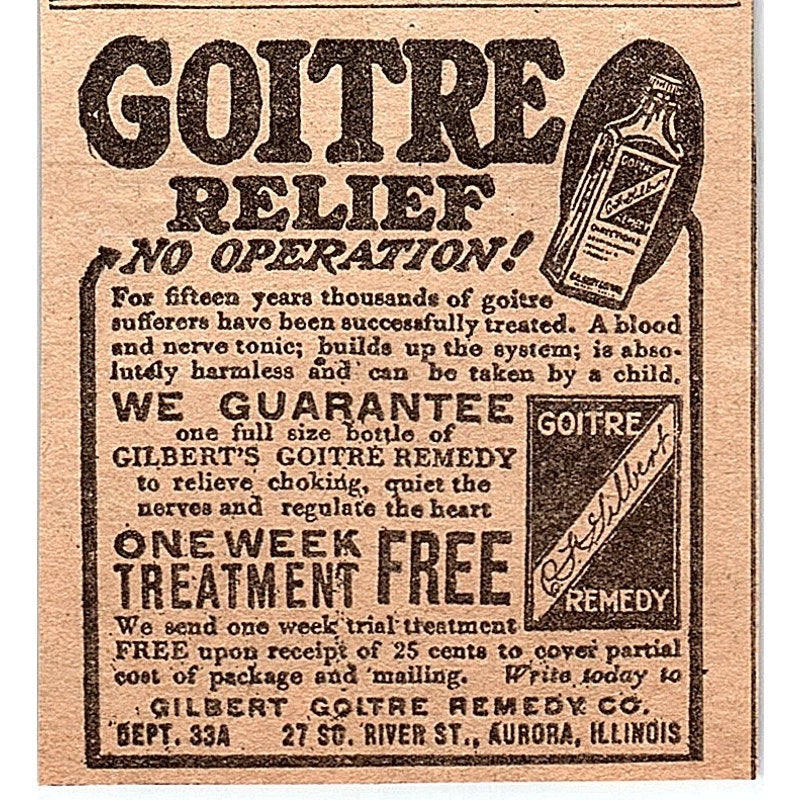 GOITRE
RELIEF
NO OPERATION!
For fifteen years thousands of goitre
sufferers have been successfully treated. A blood
and nerve tonic; builds up the system; is abso-
lutely harmless and can be taken by a child.
WE GUARANTEE
one full size bottle of
GILBERT'S GOITRE REMEDY
to relieve choking, quiet the
nerves and regulate the heart
ONE WEEK
TREATMENT FREE
We send one week trial treatment
FREE upon receipt of 25 cents to cover partial
cost of package and mailing. Write today to
GILBERT GOITRE REMEDY CO.
DEPT. 33A 27 SO. RIVER ST., AURORA, ILLINOIS
GOITRE
Gilbert
REMEDY
GOITRE
Gilbert
DIRECTIONS